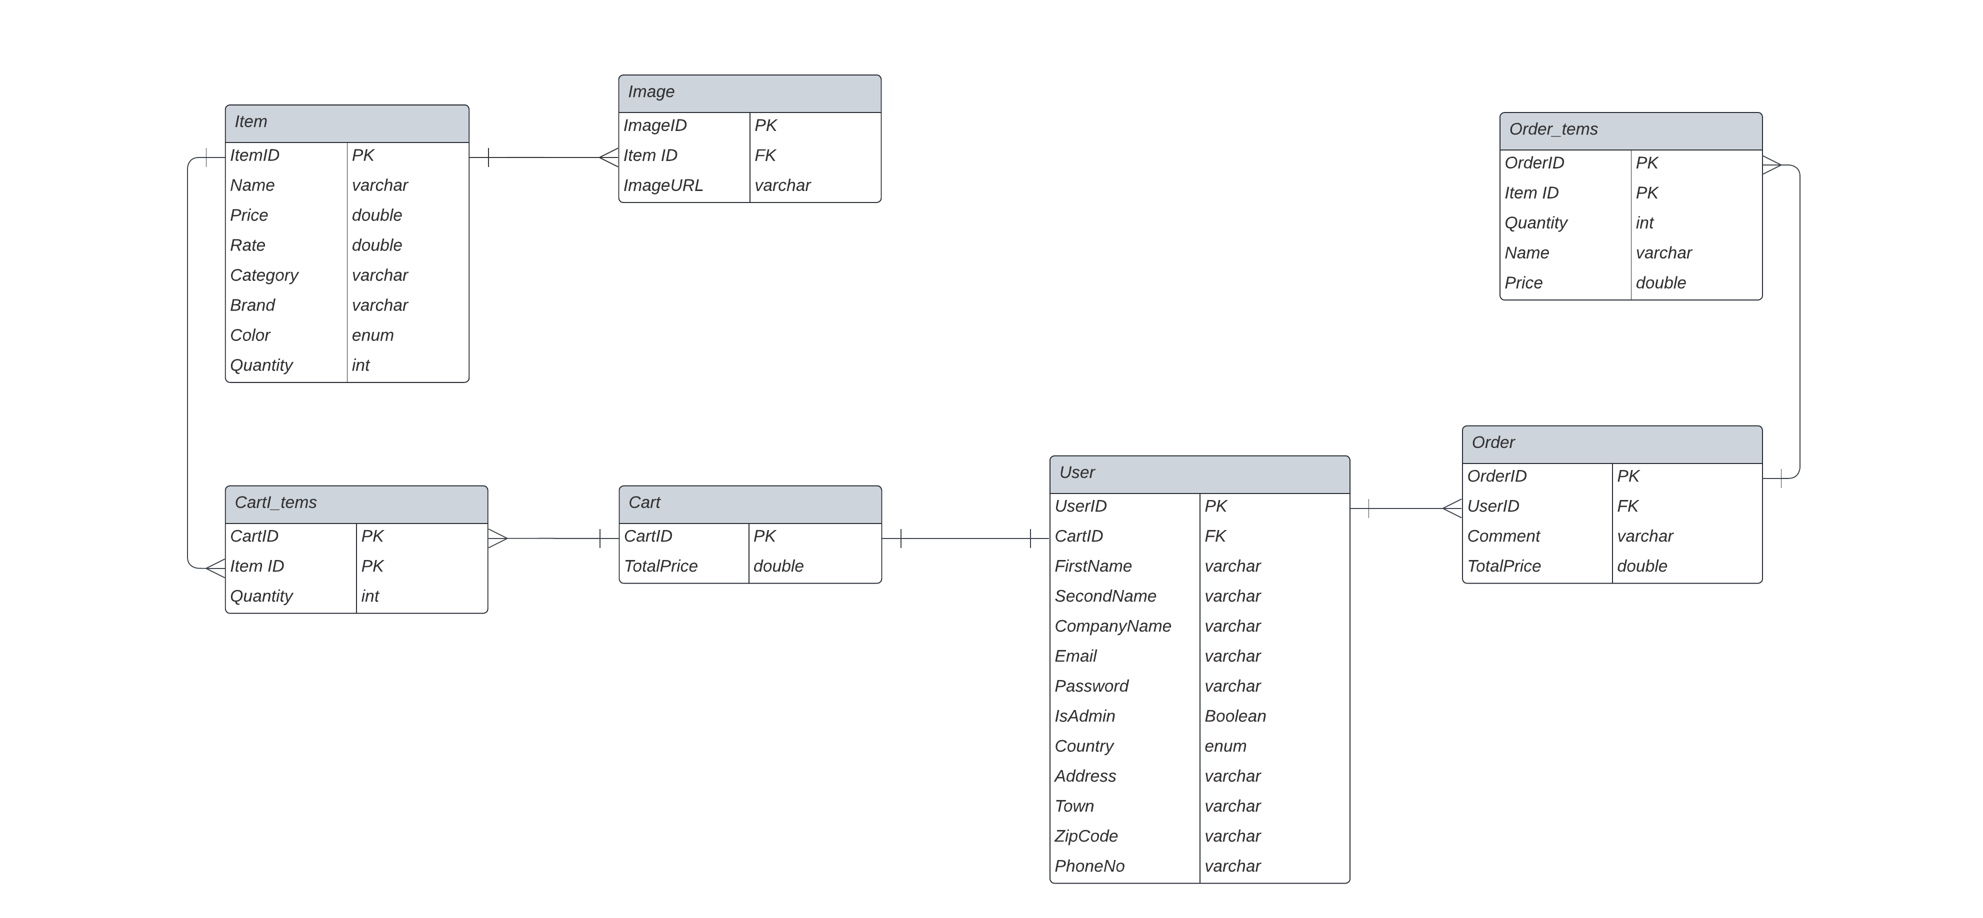 Item
ItemID PK
Name varchar
Price double
Rate double
Category varchar
Brand varchar
Color enum
Quantity int
Image
ImageID PK
Item ID FK
ImageURL varchar
Order_tems
OrderID PK
Item ID PK
Quantity int
Name varchar
Price double
CartI_tems
CartID PK
Item ID PK
Quantity int
Cart
CartID PK
TotalPrice double
User
UserID PK
CartID FK
FirstName varchar
SecondName varchar
CompanyName varchar
Email varchar
Password varchar
IsAdmin Boolean
Country enum
Address varchar
Town varchar
ZipCode varchar
PhoneNo varchar
Order
OrderID PK
UserID FK
Comment varchar
TotalPrice double